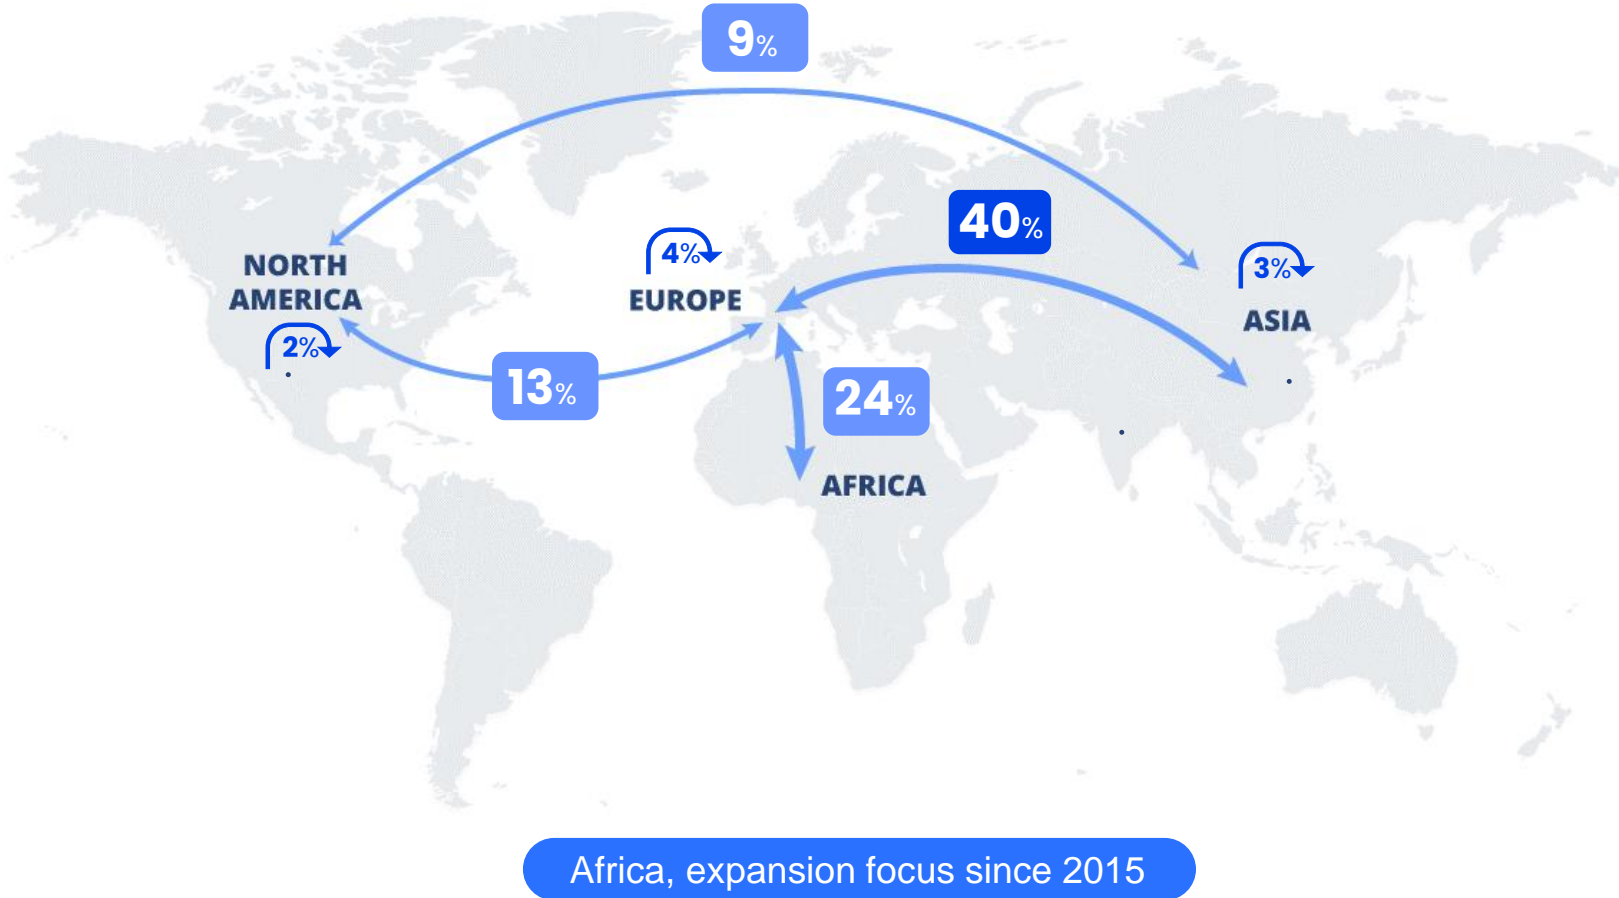 9%
40%
NORTH
AMERICA
4%
EUROPE
3%
ASIA
2%
13%
24%
AFRICA
Africa, expansion focus since 2015